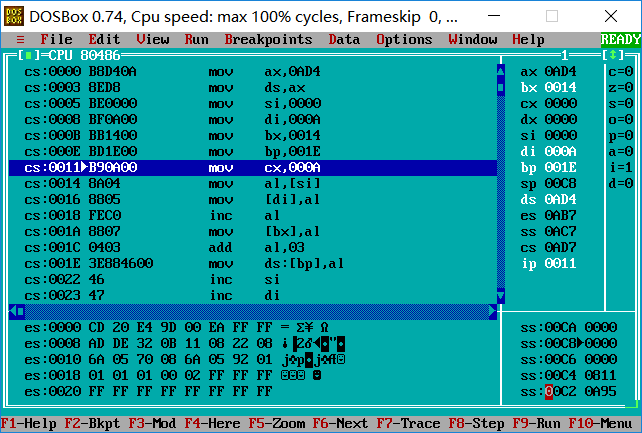 DOSBox 0.74, Cpu speed: max 100% cycles, Frameskip  0, ...
≡  File  Edit  View  Run  Breakpoints  Data  Options  Window  Help  READY
[■]=CPU 80486  1  [↕]
cs:0000 B8D40A  mov  ax,0AD4  ax 0AD4  c=0
cs:0003 8ED8  mov  ds,ax  bx 0014  z=0
cs:0005 BE0000  mov  si,0000  cx 0000  s=0
cs:0008 BF0A00  mov  di,000A  dx 0000  o=0
cs:000B BB1400  mov  bx,0014  si 0000  p=0
cs:000E BD1E00  mov  bp,001E  di 000A  a=0
cs:0011►B90A00  mov  cx,000A  bp 001E  i=1
cs:0014 8A04  mov  al,[si]  sp 00C8  d=0
cs:0016 8805  mov  [di],al  ds 0AD4
cs:0018 FEC0  inc  al  es 0AB7
cs:001A 8807  mov  [bx],al  ss 0AC7
cs:001C 0403  add  al,03  cs 0AD7
cs:001E 3E884600  mov  ds:[bp],al  ip 0011
cs:0022 46  inc  si
cs:0023 47  inc  di
es:0000 CD 20 E4 9D 00 EA FF FF = Σ¥ Ω  ss:00CA 0000
es:0008 AD DE 32 0B 11 08 22 08  ss:00C8►0000
es:0010 6A 05 70 08 6A 05 92 01  ss:00C6 0000
es:0018 01 01 01 00 02 FF FF FF  ss:00C4 0811
es:0020 FF FF FF FF FF FF FF FF  ss:00C2 0A95
F1-Help F2-Bkpt F3-Mod F4-Here F5-Zoom F6-Next F7-Trace F8-Step F9-Run F10-Menu